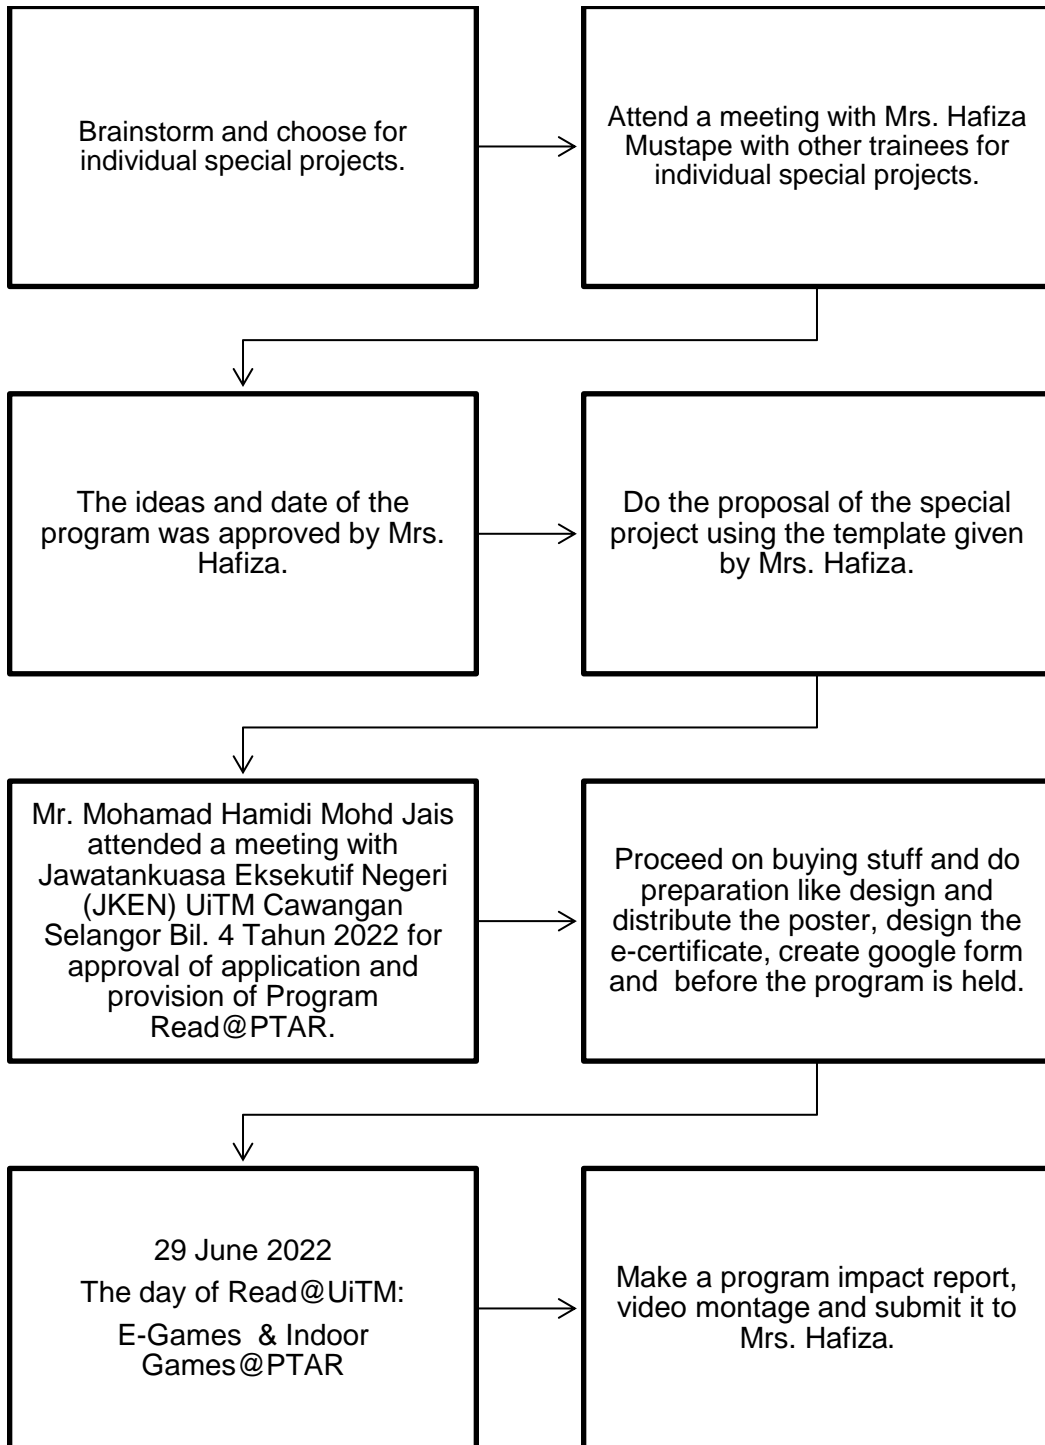 Brainstorm and choose for
individual special projects.
Attend a meeting with Mrs. Hafiza
Mustape with other trainees for
individual special projects.
The ideas and date of the
program was approved by Mrs.
Hafiza.
Do the proposal of the special
project using the template given
by Mrs. Hafiza.
Mr. Mohamad Hamidi Mohd Jais
attended a meeting with
Jawatankuasa Eksekutif Negeri
(JKEN) UiTM Cawangan
Selangor Bil. 4 Tahun 2022 for
approval of application and
provision of Program
Read@PTAR.
Proceed on buying stuff and do
preparation like design and
distribute the poster, design the
e-certificate, create google form
and  before the program is held.
29 June 2022
The day of Read@UiTM:
E-Games  & Indoor
Games@PTAR
Make a program impact report,
video montage and submit it to
Mrs. Hafiza.